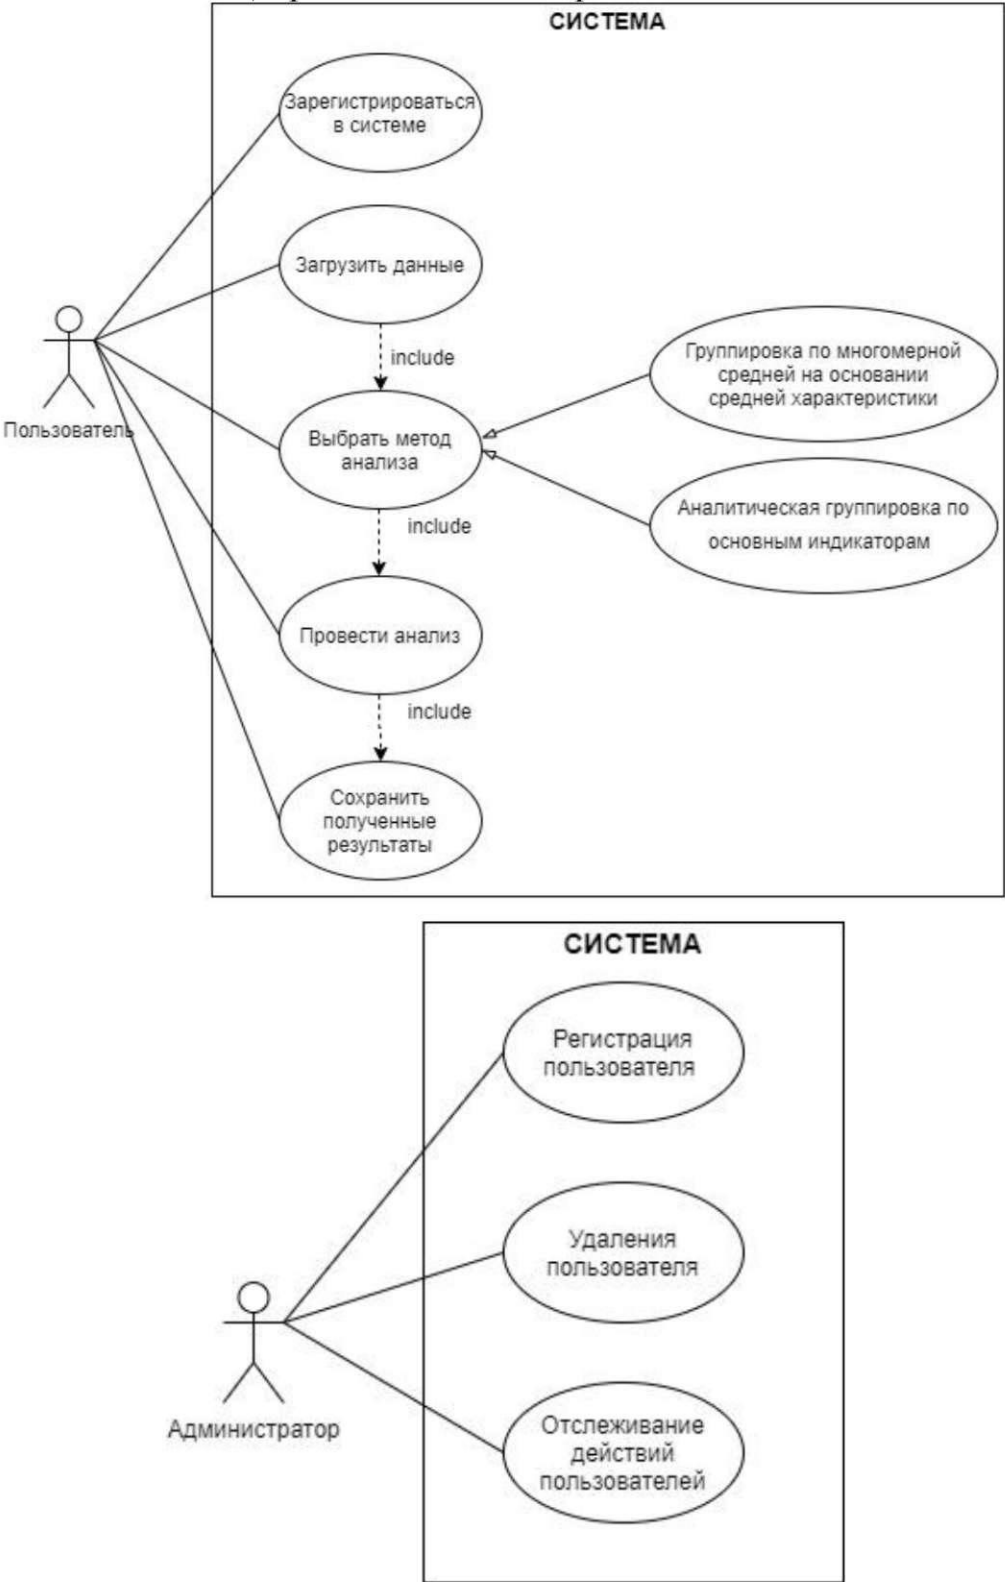 СИСТЕМА
Зарегистрироваться
в системе
Загрузить данные
include
Группировка по многомерной
средней на основании
средней характеристики
Пользователь
Выбрать метод
анализа
Аналитическая группировка по
основным индикаторам
include
Провести анализ
include
Сохранить
полученные
результаты
СИСТЕМА
Регистрация
пользователя
Удаления
пользователя
Администратор
Отслеживание
действий
пользователей